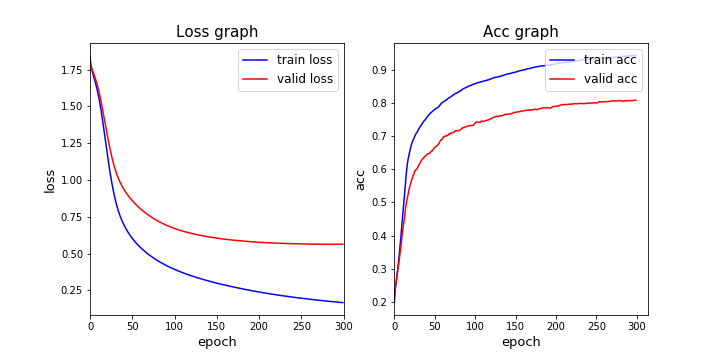 Loss graph
train loss
valid loss
1.75
1.50
1.25
1.00
0.75
0.50
0.25
loss
0
50
100
150
200
250
300
epoch
Acc graph
train acc
valid acc
0.9
0.8
0.7
0.6
0.5
0.4
0.3
0.2
acc
0
50
100
150
200
250
300
epoch